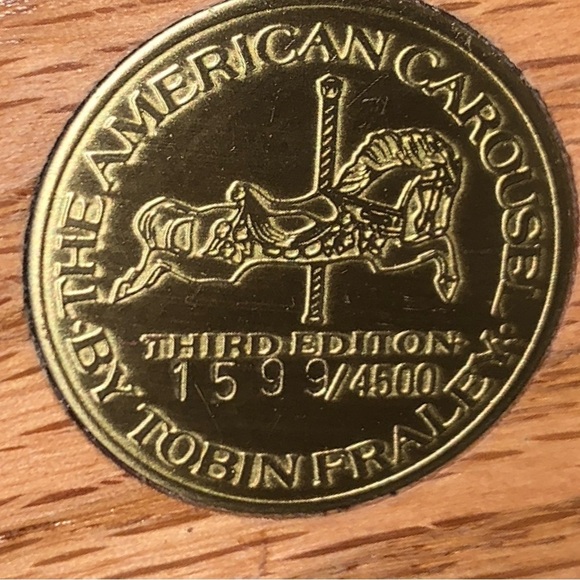 ·THE AMERICAN CAROUSEL·
THIRD EDITION
1599/4500
BY TOBIN FRALEY